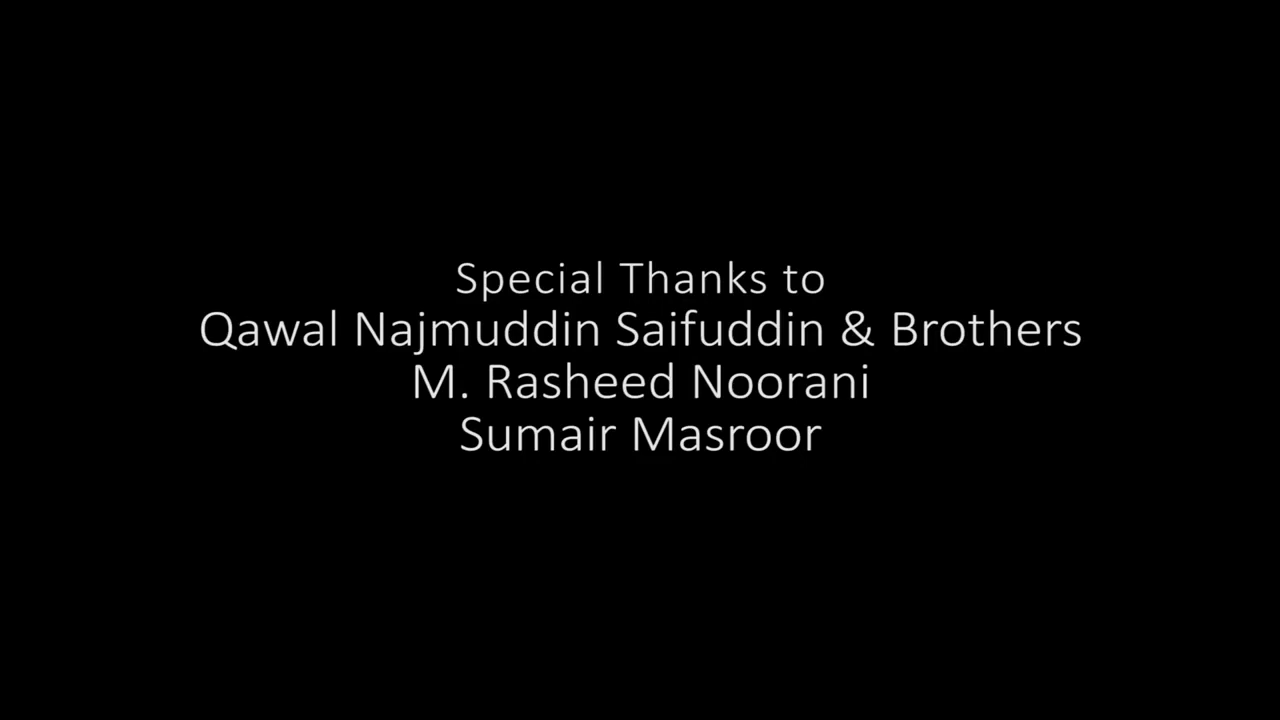 Special Thanks to
Qawal Najmuddin Saifuddin & Brothers
M. Rasheed Noorani
Sumair Masroor